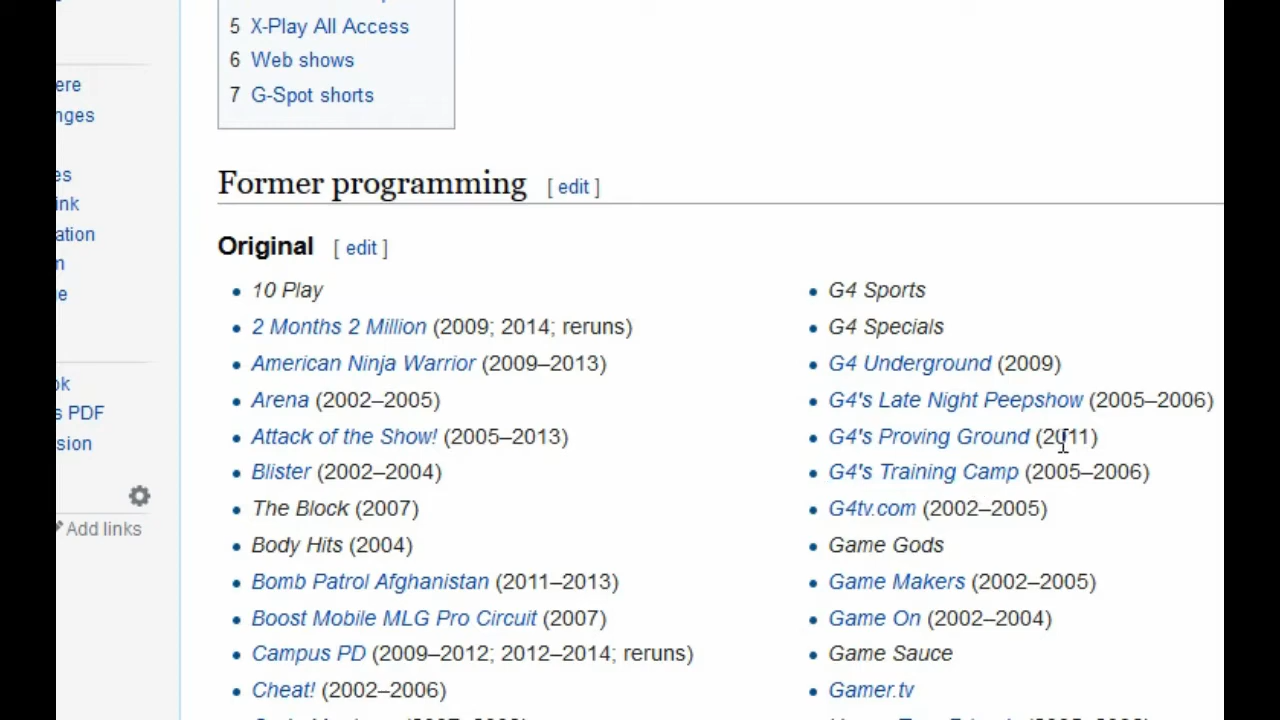 5 X-Play All Access
6 Web shows
7 G-Spot shorts
ere
nges
es
ink
ation
m
e
ok
s PDF
sion
Add links
Former programming [ edit ]
Original [ edit ]
10 Play
2 Months 2 Million (2009; 2014; reruns)
American Ninja Warrior (2009–2013)
Arena (2002–2005)
Attack of the Show! (2005–2013)
Blister (2002–2004)
The Block (2007)
Body Hits (2004)
Bomb Patrol Afghanistan (2011–2013)
Boost Mobile MLG Pro Circuit (2007)
Campus PD (2009–2012; 2012–2014; reruns)
Cheat! (2002–2006)
G4 Sports
G4 Specials
G4 Underground (2009)
G4's Late Night Peepshow (2005–2006)
G4's Proving Ground (2011)
G4's Training Camp (2005–2006)
G4tv.com (2002–2005)
Game Gods
Game Makers (2002–2005)
Game On (2002–2004)
Game Sauce
Gamer.tv